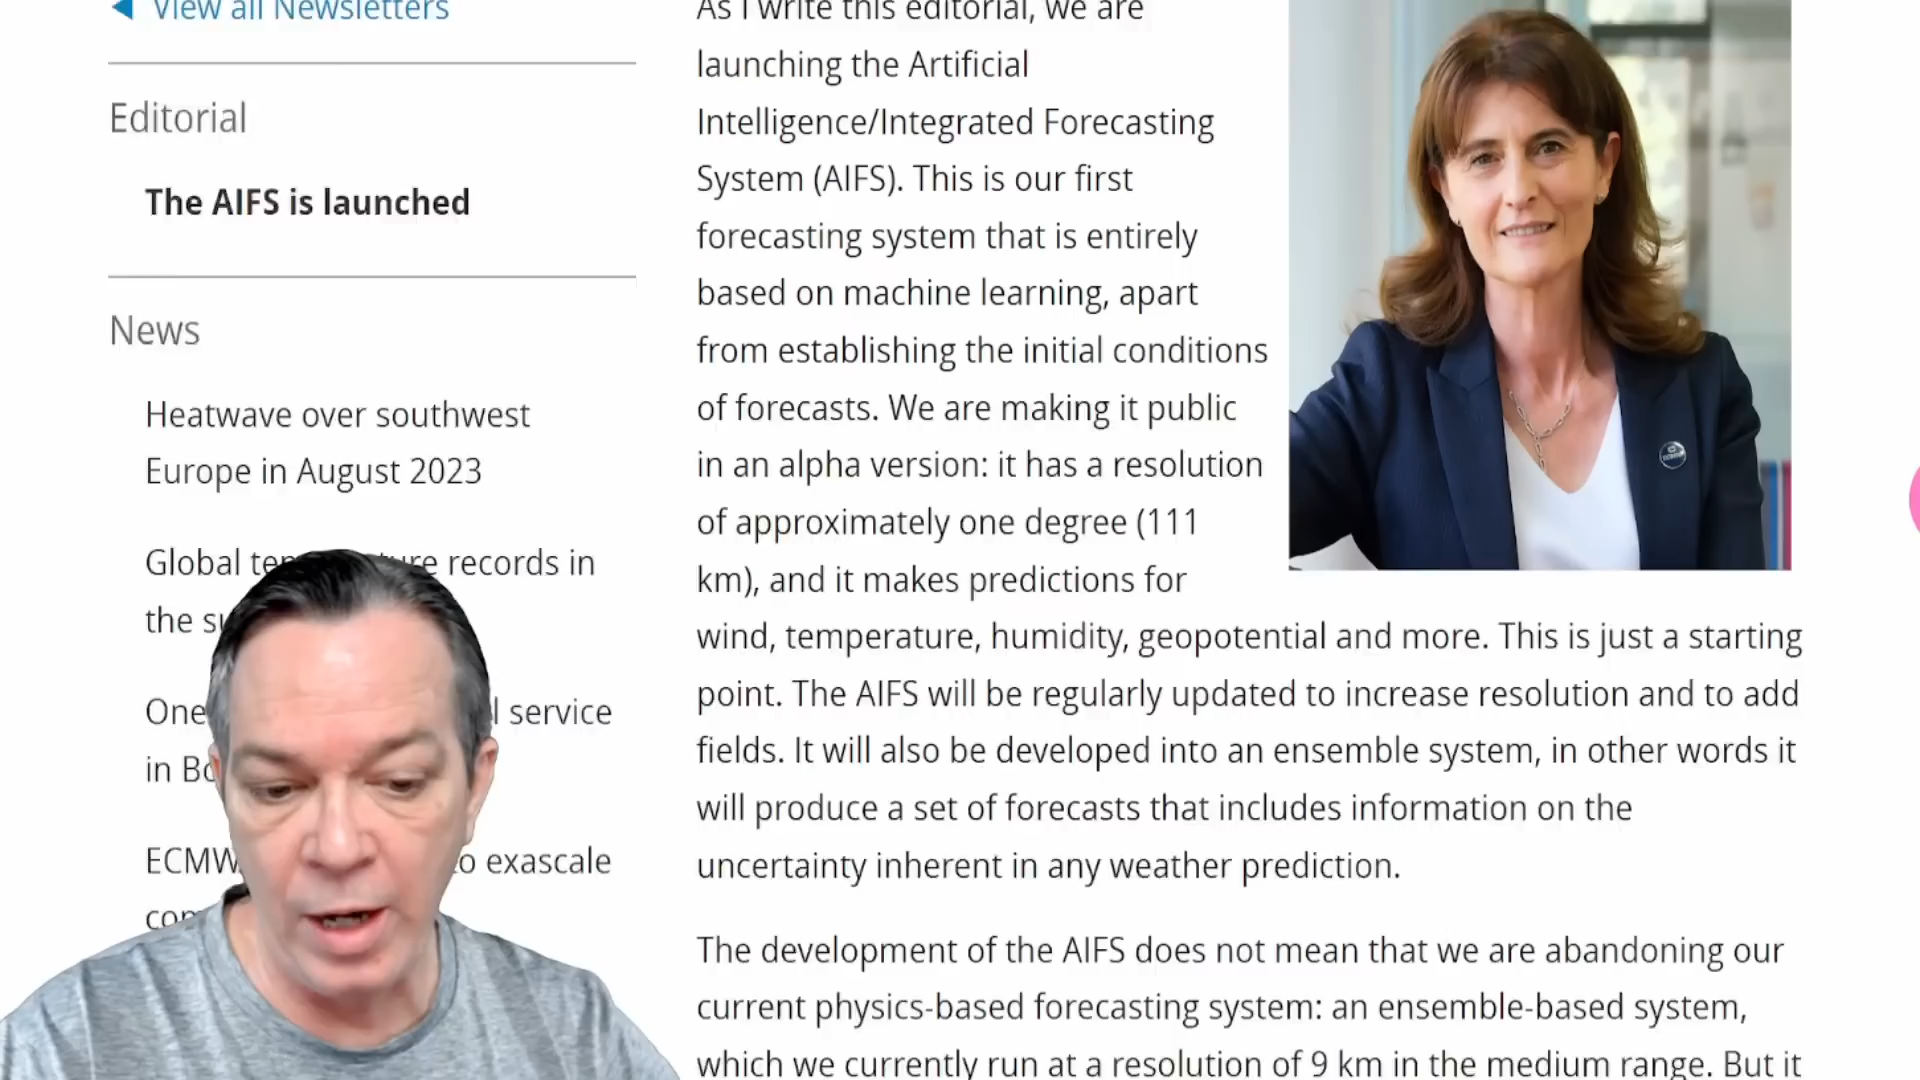 View all Newsletters
Editorial
The AIFS is launched
News
Heatwave over southwest
Europe in August 2023
Global records in
the
One service
in
exascale
As I write this editorial, we are
launching the Artificial
Intelligence/Integrated Forecasting
System (AIFS). This is our first
forecasting system that is entirely
based on machine learning, apart
from establishing the initial conditions
of forecasts. We are making it public
in an alpha version: it has a resolution
of approximately one degree (111
km), and it makes predictions for
wind, temperature, humidity, geopotential and more. This is just a starting
point. The AIFS will be regularly updated to increase resolution and to add
fields. It will also be developed into an ensemble system, in other words it
will produce a set of forecasts that includes information on the
uncertainty inherent in any weather prediction.
The development of the AIFS does not mean that we are abandoning our
current physics-based forecasting system: an ensemble-based system,
which we currently run at a resolution of 9 km in the medium range. But it